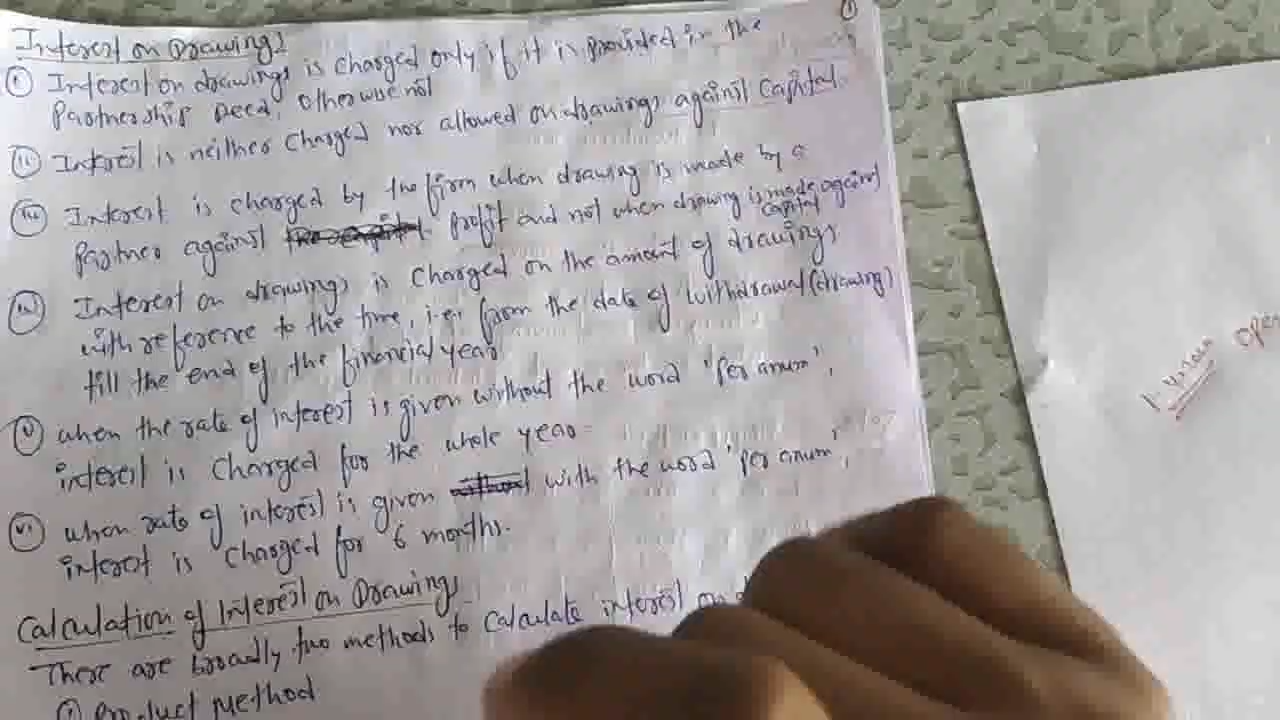 Interest on Drawings
(i) Interest on drawings is charged only if it is provided in the
Partnership Deed, otherwise not
(ii) Interest is neither charged nor allowed on drawings against Capital.
(iii) Interest is charged by the firm when drawing is made by a
Partner against profit and not when drawing is made against
capital
(iv) Interest on drawings is charged on the amount of drawings
with reference to the time, i.e., from the date of withdrawal (drawing)
till the end of the financial year
(v) when the rate of interest is given without the word 'per anum',
interest is charged for the whole year
(vi) when rate of interest is given with the word 'per anum',
interest is charged for 6 months.
Calculation of Interest on Drawings
There are broadly two methods to calculate interest on
(i) Product Method